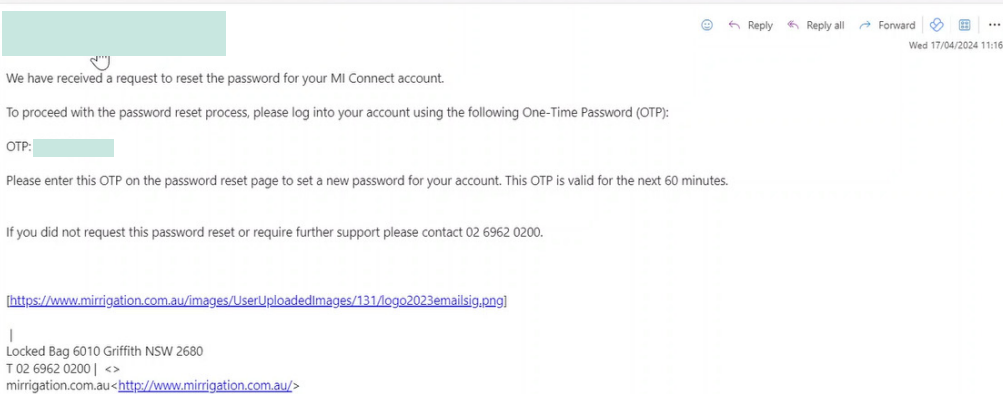 Reply Reply all Forward
Wed 17/04/2024 11:16
We have received a request to reset the password for your MI Connect account.
To proceed with the password reset process, please log into your account using the following One-Time Password (OTP):
OTP:
Please enter this OTP on the password reset page to set a new password for your account. This OTP is valid for the next 60 minutes.
If you did not request this password reset or require further support please contact 02 6962 0200.
[https://www.mirrigation.com.au/images/UserUploadedImages/131/logo2023emailsig.png]
|
Locked Bag 6010 Griffith NSW 2680
T 02 6962 0200 | <>
mirrigation.com.au<http://www.mirrigation.com.au/>